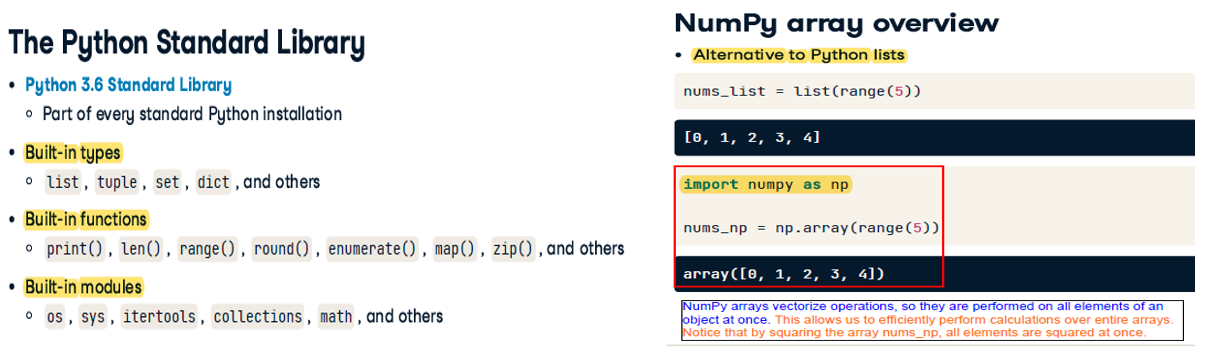 The Python Standard Library
• Python 3.6 Standard Library
○ Part of every standard Python installation
• Built-in types
○ list , tuple , set , dict , and others
• Built-in functions
○ print() , len() , range() , round() , enumerate() , map() , zip() , and others
• Built-in modules
○ os , sys , itertools , collections , math , and others
NumPy array overview
• Alternative to Python lists
nums_list = list(range(5))
[0, 1, 2, 3, 4]
import numpy as np
nums_np = np.array(range(5))
array([0, 1, 2, 3, 4])
NumPy arrays vectorize operations, so they are performed on all elements of an
object at once. This allows us to efficiently perform calculations over entire arrays.
Notice that by squaring the array nums_np, all elements are squared at once.